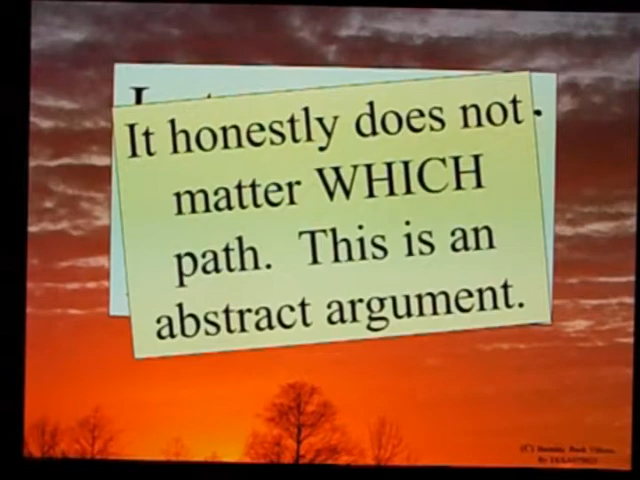 It honestly does not
matter WHICH
path. This is an
abstract argument.